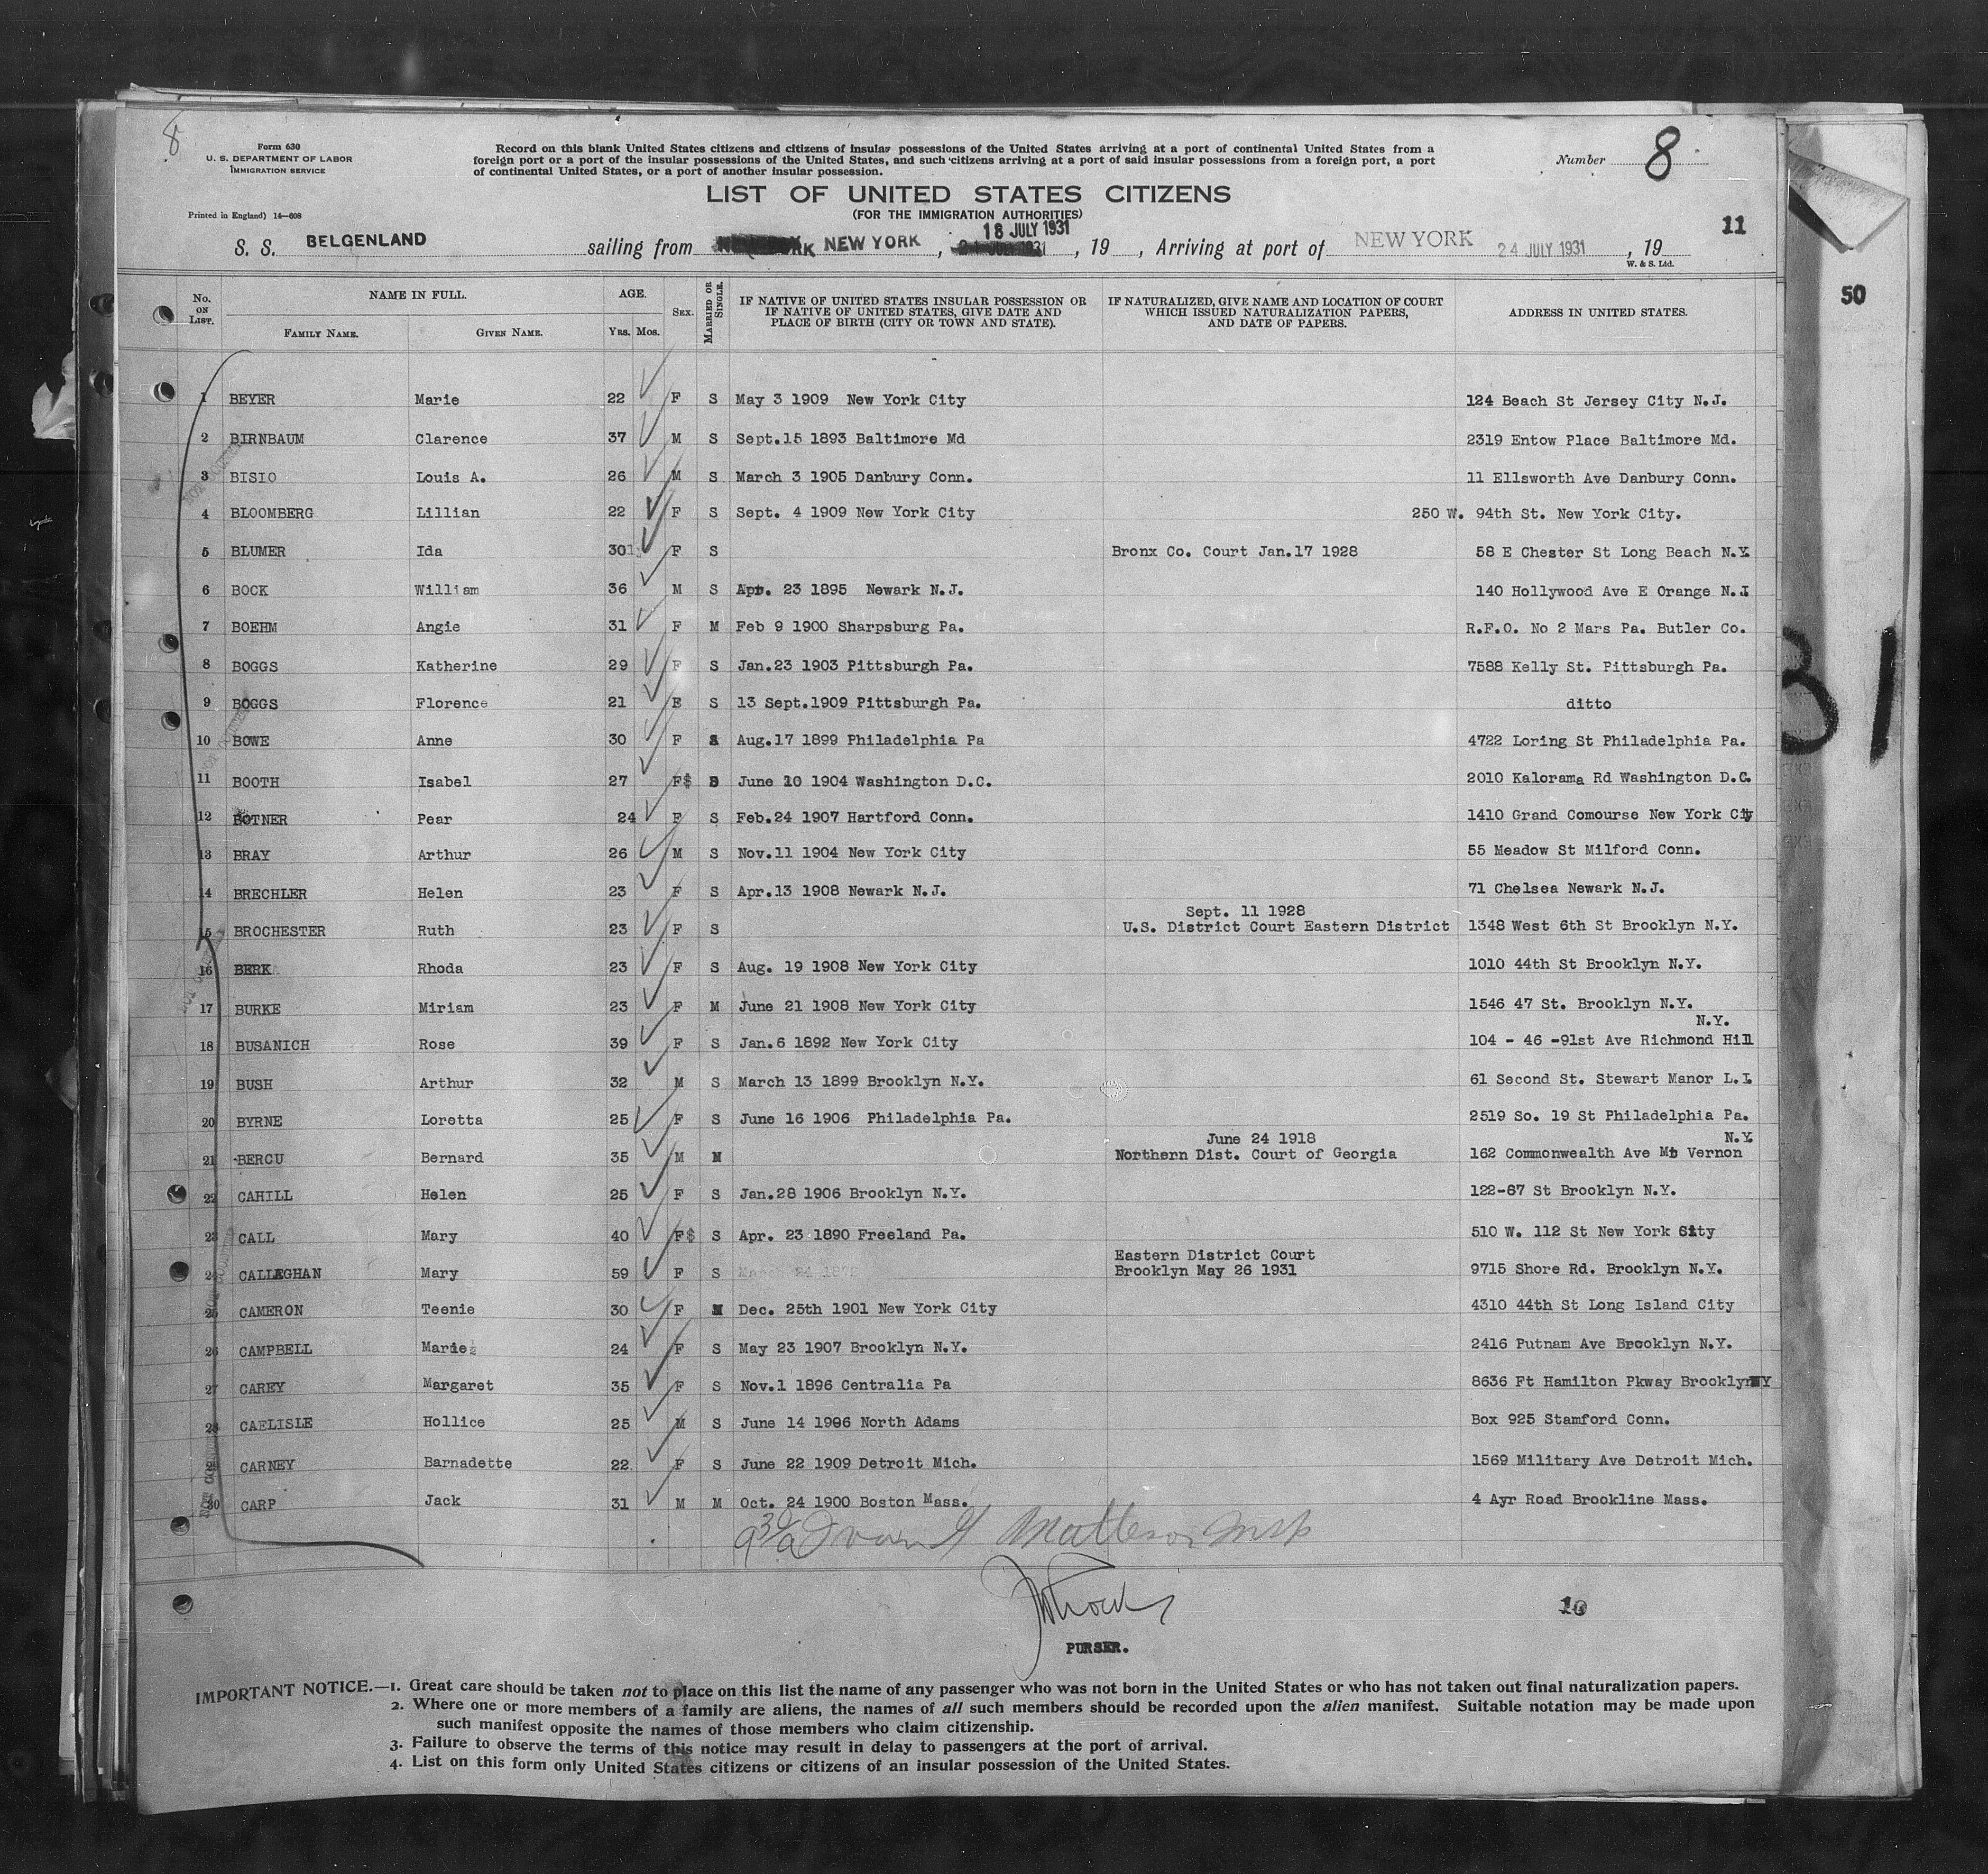 8
Form 630
U. S. DEPARTMENT OF LABOR
IMMIGRATION SERVICE
Printed in England) 14—608
Record on this blank United States citizens and citizens of insular possessions of the United States arriving at a port of continental United States from a
foreign port or a port of the insular possessions of the United States, and such citizens arriving at a port of said insular possessions from a foreign port, a port
of continental United States, or a port of another insular possession.
Number 8
LIST OF UNITED STATES CITIZENS
(FOR THE IMMIGRATION AUTHORITIES)
11
18 JULY 1931
S. S. BELGENLAND sailing from NEW YORK , , 19 , Arriving at port of NEW YORK 24 JULY 1931 , 19
W. & S. Ltd.
50
No. ON LIST. NAME IN FULL. FAMILY NAME. GIVEN NAME. AGE. YRS. MOS. SEX. MARRIED OR SINGLE. IF NATIVE OF UNITED STATES INSULAR POSSESSION OR IF NATIVE OF UNITED STATES, GIVE DATE AND PLACE OF BIRTH (CITY OR TOWN AND STATE). IF NATURALIZED, GIVE NAME AND LOCATION OF COURT WHICH ISSUED NATURALIZATION PAPERS, AND DATE OF PAPERS. ADDRESS IN UNITED STATES.
1 BEYER Marie 22 F S May 3 1909 New York City 124 Beach St Jersey City N.J.
2 BIRNBAUM Clarence 37 M S Sept.15 1893 Baltimore Md 2319 Entow Place Baltimore Md.
3 BISIO Louis A. 26 M S March 3 1905 Danbury Conn. 11 Ellsworth Ave Danbury Conn.
4 BLOOMBERG Lillian 22 F S Sept. 4 1909 New York City 250 W. 94th St. New York City.
5 BLUMER Ida 30 F S Bronx Co. Court Jan.17 1928 58 E Chester St Long Beach N.Y.
6 BOCK William 36 M S Apr. 23 1895 Newark N.J. 140 Hollywood Ave E Orange N.J
7 BOEHM Angie 31 F M Feb 9 1900 Sharpsburg Pa. R.F.O. No 2 Mars Pa. Butler Co.
8 BOGGS Katherine 29 F S Jan.23 1903 Pittsburgh Pa. 7588 Kelly St. Pittsburgh Pa.
9 BOGGS Florence 21 F S 13 Sept.1909 Pittsburgh Pa. ditto
10 BOWE Anne 30 F S Aug.17 1899 Philadelphia Pa 4722 Loring St Philadelphia Pa.
11 BOOTH Isabel 27 F$ June 20 1904 Washington D.C. 2010 Kalorama Rd Washington D.C.
12 BOTNER Pear 24 F S Feb.24 1907 Hartford Conn. 1410 Grand Comourse New York City
13 BRAY Arthur 26 M S Nov.11 1904 New York City 55 Meadow St Milford Conn.
14 BRECHLER Helen 23 F S Apr.13 1908 Newark N.J. 71 Chelsea Newark N.J.
Sept. 11 1928
15 BROCHESTER Ruth 23 F S U.S. District Court Eastern District 1348 West 6th St Brooklyn N.Y.
16 BERK Rhoda 23 F S Aug. 19 1908 New York City 1010 44th St Brooklyn N.Y.
17 BURKE Miriam 23 F M June 21 1908 New York City 1546 47 St. Brooklyn N.Y.
N.Y.
18 BUSANICH Rose 39 F S Jan.6 1892 New York City 104 - 46 -91st Ave Richmond Hill
19 BUSH Arthur 32 M S March 13 1899 Brooklyn N.Y. 61 Second St. Stewart Manor L.I.
20 BYRNE Loretta 25 F S June 16 1906 Philadelphia Pa. 2519 So. 19 St Philadelphia Pa.
June 24 1918 N.Y.
21 BERCU Bernard 35 M M Northern Dist. Court of Georgia 162 Commonwealth Ave Mt Vernon
22 CAHILL Helen 25 F S Jan.28 1906 Brooklyn N.Y. 122-87 St Brooklyn N.Y.
23 CALL Mary 40 F$ S Apr. 23 1890 Freeland Pa. 510 W. 112 St New York City
Eastern District Court
24 CALLAGHAN Mary 59 F S Brooklyn May 26 1931 9715 Shore Rd. Brooklyn N.Y.
25 CAMERON Teenie 30 F M Dec. 25th 1901 New York City 4310 44th St Long Island City
26 CAMPBELL Marie 24 F S May 23 1907 Brooklyn N.Y. 2416 Putnam Ave Brooklyn N.Y.
27 CAREY Margaret 35 F S Nov.1 1896 Centralia Pa 8636 Ft Hamilton Pkway Brooklyn NY
28 CAELISLE Hollice 25 M S June 14 1906 North Adams Box 925 Stamford Conn.
29 CARNEY Barnadette 22 F S June 22 1909 Detroit Mich. 1569 Military Ave Detroit Mich.
30 CARP Jack 31 M M Oct. 24 1900 Boston Mass. 4 Ayr Road Brookline Mass.
PURSER.
10
IMPORTANT NOTICE.—1. Great care should be taken not to place on this list the name of any passenger who was not born in the United States or who has not taken out final naturalization papers.
2. Where one or more members of a family are aliens, the names of all such members should be recorded upon the alien manifest. Suitable notation may be made upon
such manifest opposite the names of those members who claim citizenship.
3. Failure to observe the terms of this notice may result in delay to passengers at the port of arrival.
4. List on this form only United States citizens or citizens of an insular possession of the United States.